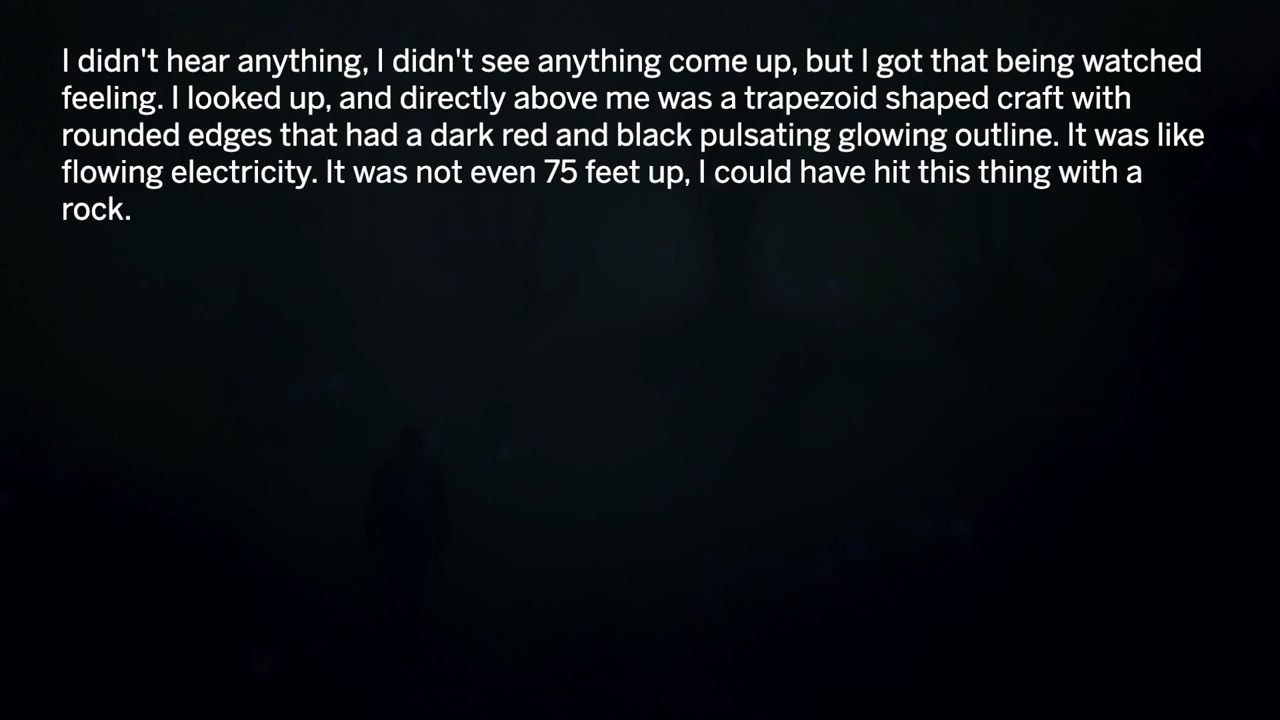 I didn't hear anything, I didn't see anything come up, but I got that being watched
feeling. I looked up, and directly above me was a trapezoid shaped craft with
rounded edges that had a dark red and black pulsating glowing outline. It was like
flowing electricity. It was not even 75 feet up, I could have hit this thing with a
rock.